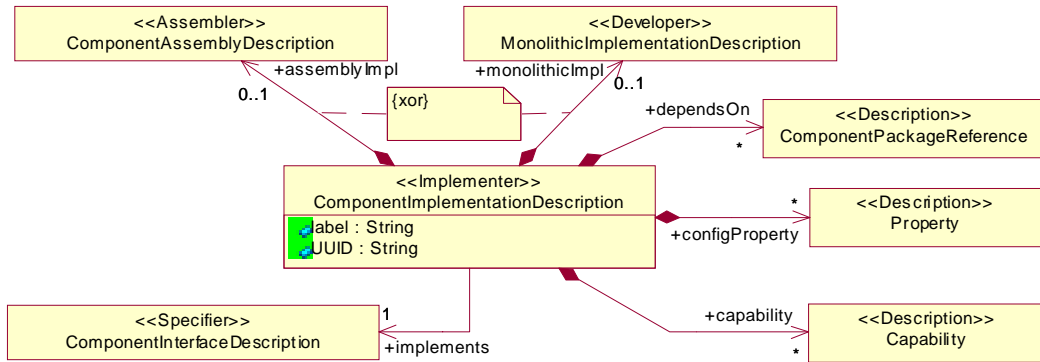 <<Assembler>>
ComponentAssemblyDescription
<<Developer>>
MonolithicImplementationDescription
+assemblyImpl
0..1
+monolithicImpl
0..1
{xor}
+dependsOn
*
<<Description>>
ComponentPackageReference
<<Implementer>>
ComponentImplementationDescription
label : String
UUID : String
*
+configProperty
<<Description>>
Property
1
+implements
<<Specifier>>
ComponentInterfaceDescription
+capability
*
<<Description>>
Capability